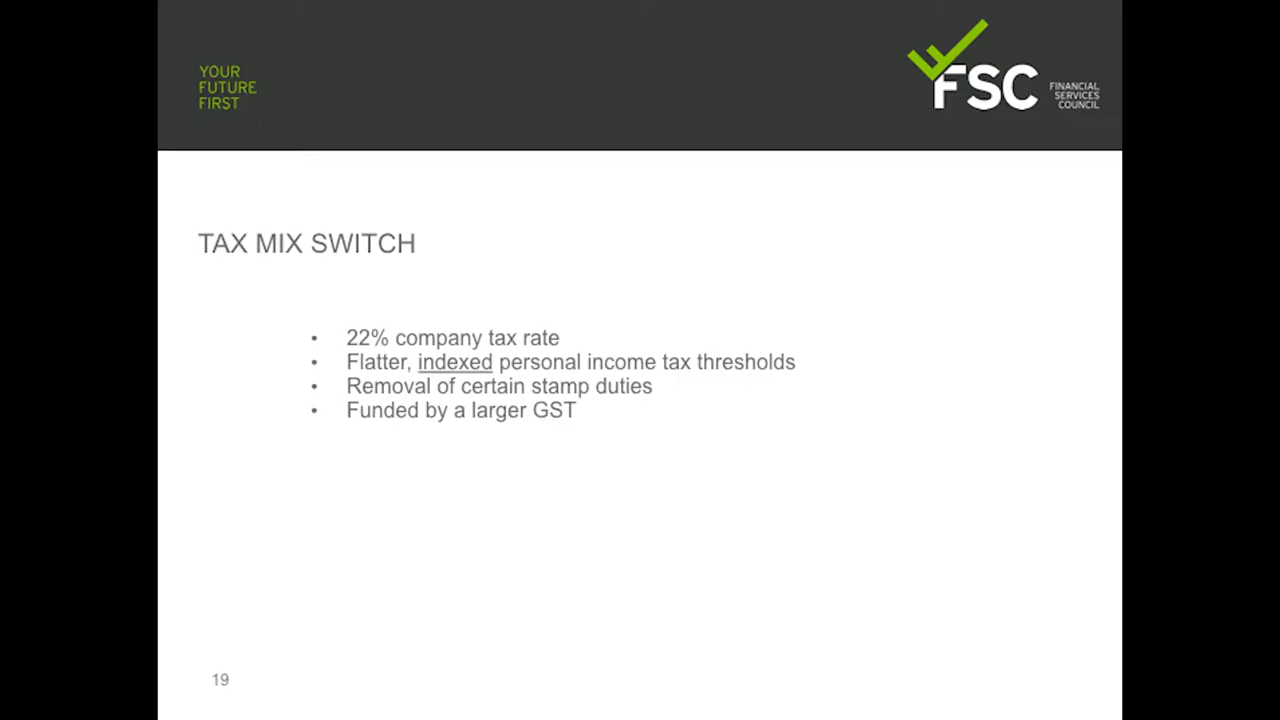 YOUR
FUTURE
FIRST
FSC
FINANCIAL
SERVICES
COUNCIL
TAX MIX SWITCH
• 22% company tax rate
• Flatter, indexed personal income tax thresholds
• Removal of certain stamp duties
• Funded by a larger GST
19